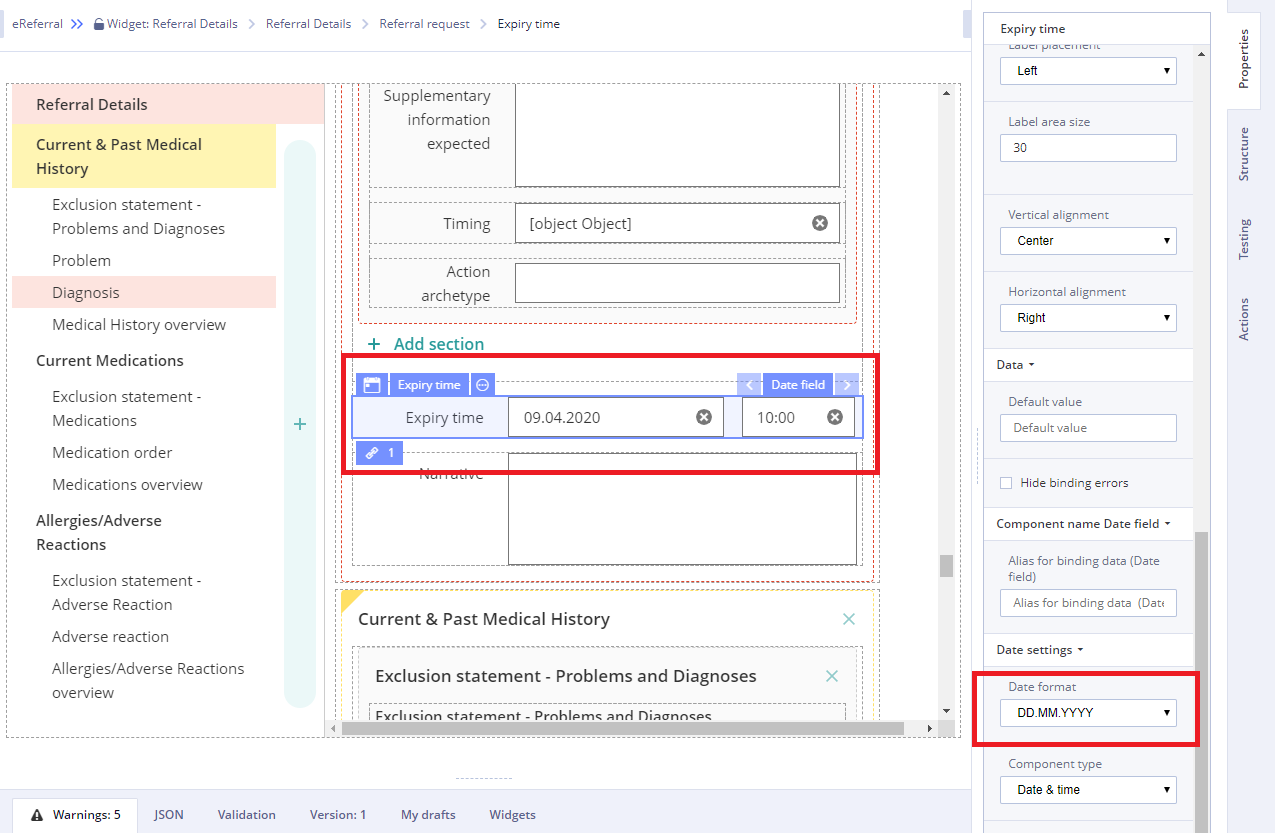 eReferral
Widget: Referral Details
Referral Details
Referral request
Expiry time
Referral Details
Current & Past Medical
History
Exclusion statement -
Problems and Diagnoses
Problem
Diagnosis
Medical History overview
Current Medications
Exclusion statement -
Medications
Medication order
Medications overview
Allergies/Adverse
Reactions
Exclusion statement -
Adverse Reaction
Adverse reaction
Allergies/Adverse Reactions
overview
Supplementary
information
expected
Timing
[object Object]
Action
archetype
Add section
Expiry time
Date field
Expiry time
09.04.2020
10:00
1
Narrative
Current & Past Medical History
Exclusion statement - Problems and Diagnoses
Exclusion statement - Problems and Diagnoses
Expiry time
Label placement
Left
Label area size
30
Vertical alignment
Center
Horizontal alignment
Right
Data
Default value
Default value
Hide binding errors
Component name Date field
Alias for binding data (Date
field)
Alias for binding data (Date
Date settings
Date format
DD.MM.YYYY
Component type
Date & time
Properties
Structure
Testing
Actions
Warnings: 5
JSON
Validation
Version: 1
My drafts
Widgets